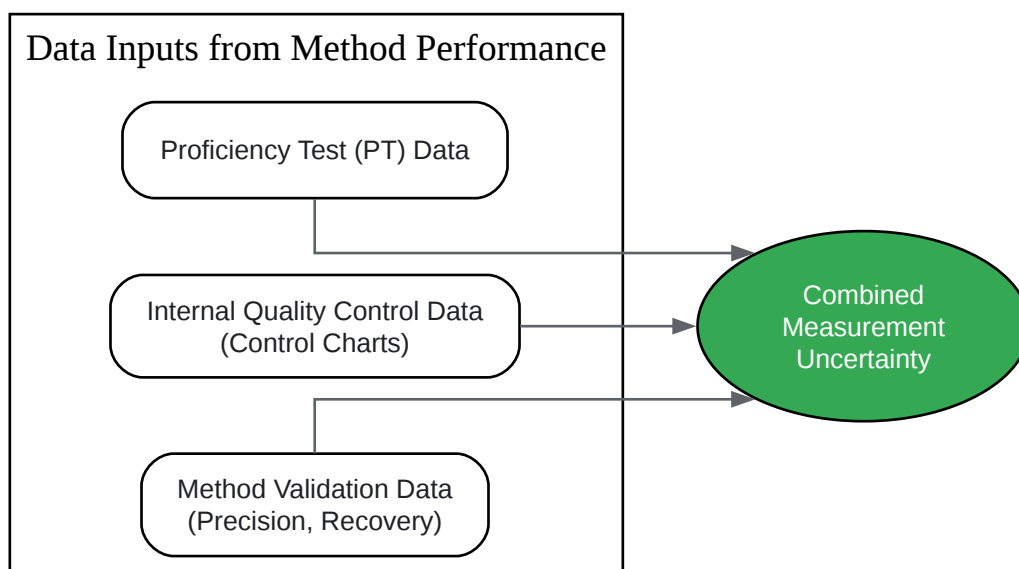 Data Inputs from Method Performance
Proficiency Test (PT) Data
Internal Quality Control Data
(Control Charts)
Combined
Measurement
Uncertainty
Method Validation Data
(Precision, Recovery)